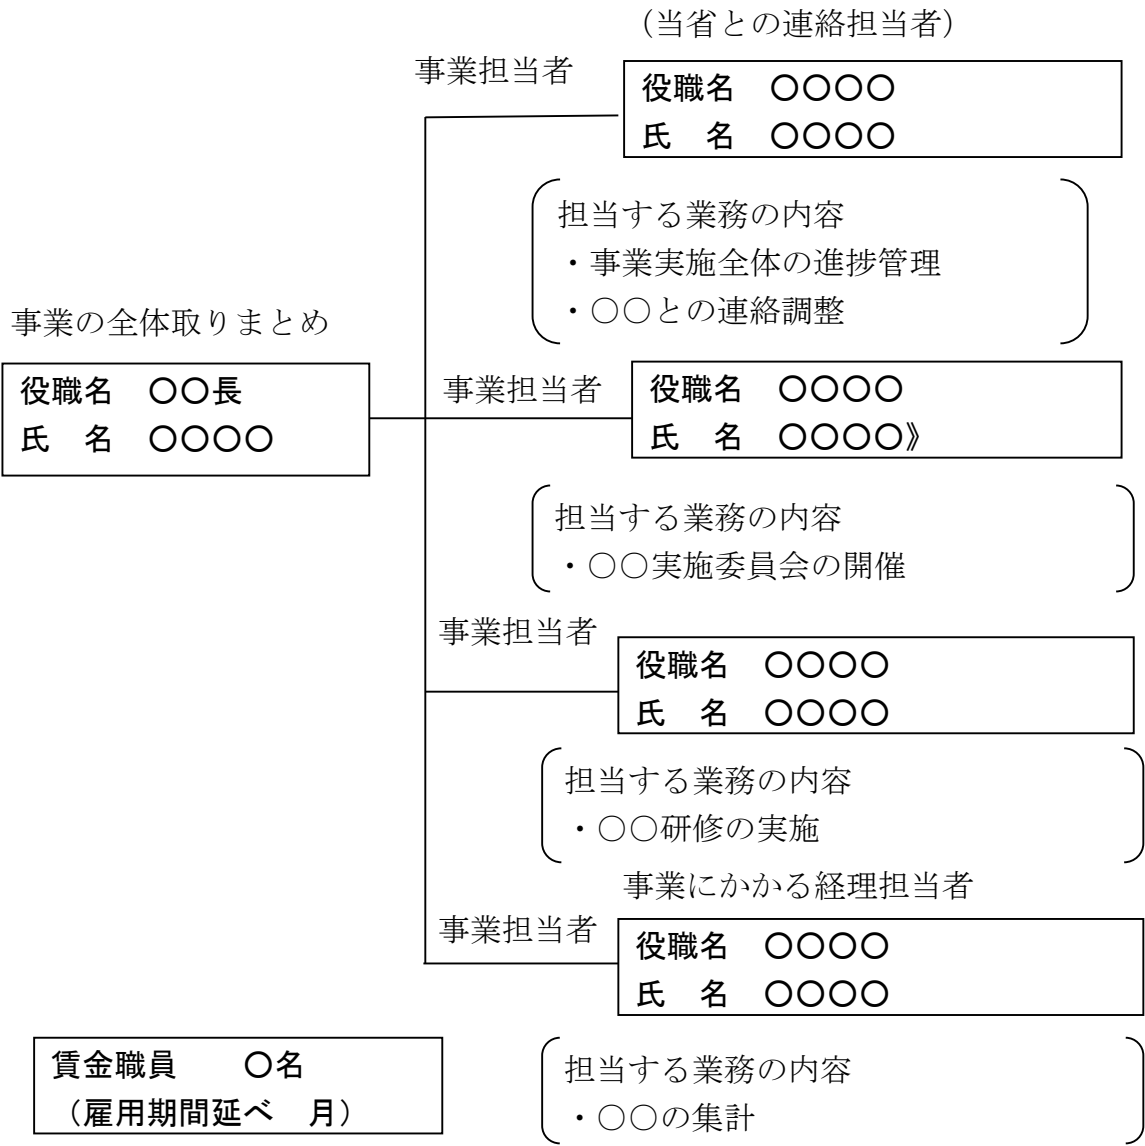 （当省との連絡担当者）
事業担当者
役職名　〇〇〇〇
氏　名　〇〇〇〇
担当する業務の内容
・事業実施全体の進捗管理
・○○との連絡調整
事業の全体取りまとめ
役職名　〇〇長
氏　名　〇〇〇〇
事業担当者
役職名　〇〇〇〇
氏　名　〇〇〇〇》
担当する業務の内容
・○○実施委員会の開催
事業担当者
役職名　〇〇〇〇
氏　名　〇〇〇〇
担当する業務の内容
・○○研修の実施
事業にかかる経理担当者
事業担当者
役職名　〇〇〇〇
氏　名　〇〇〇〇
賃金職員　　〇名
（雇用期間延べ　月）
担当する業務の内容
・○○の集計